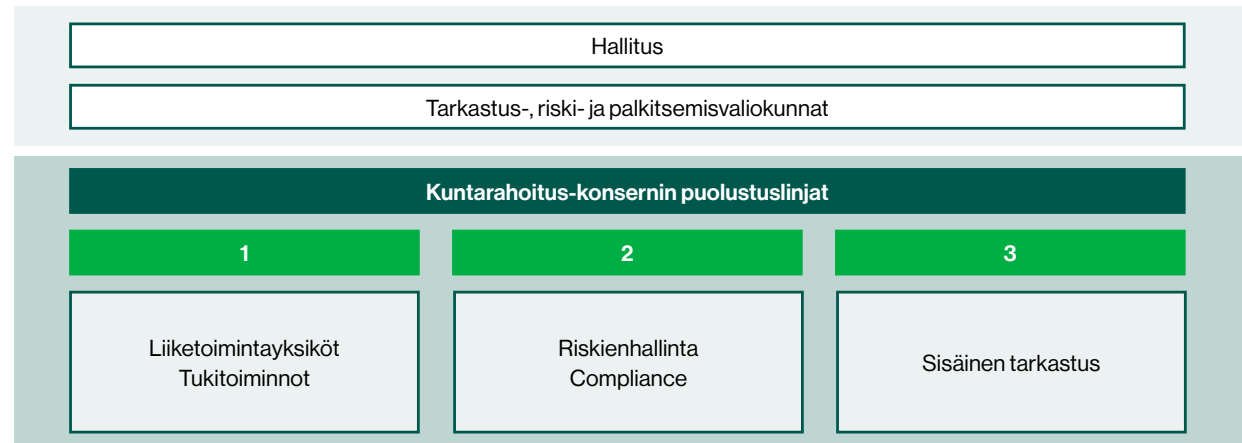 Hallitus
Tarkastus-, riski- ja palkitsemisvaliokunnat
Kuntarahoitus-konsernin puolustuslinjat
1
2
3
Liiketoimintayksiköt
Tukitoiminnot
Riskienhallinta
Compliance
Sisäinen tarkastus